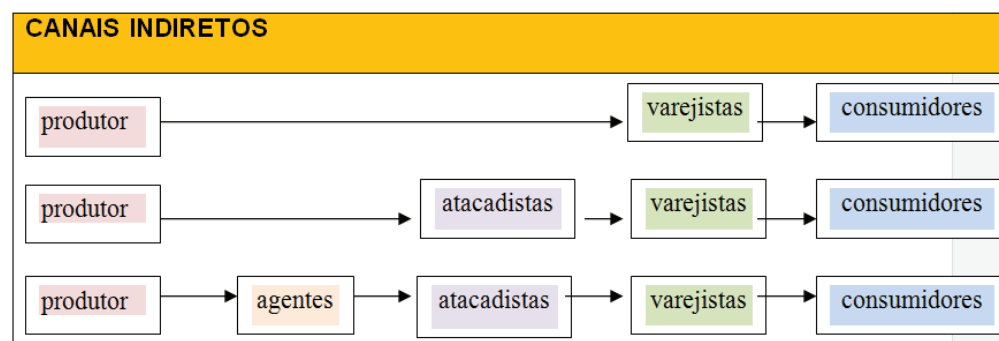 CANAIS INDIRETOS
produtor varejistas consumidores
produtor atacadistas varejistas consumidores
produtor agentes atacadistas varejistas consumidores